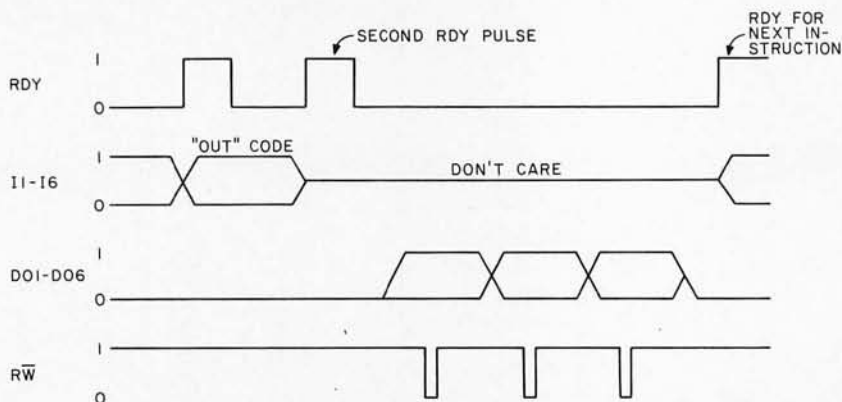 SECOND RDY PULSE
RDY FOR
NEXT IN-
STRUCTION
RDY
1
0
"OUT" CODE
I1-I6
1
0
DON'T CARE
DO1-DO6
1
0
RW̅
1
0